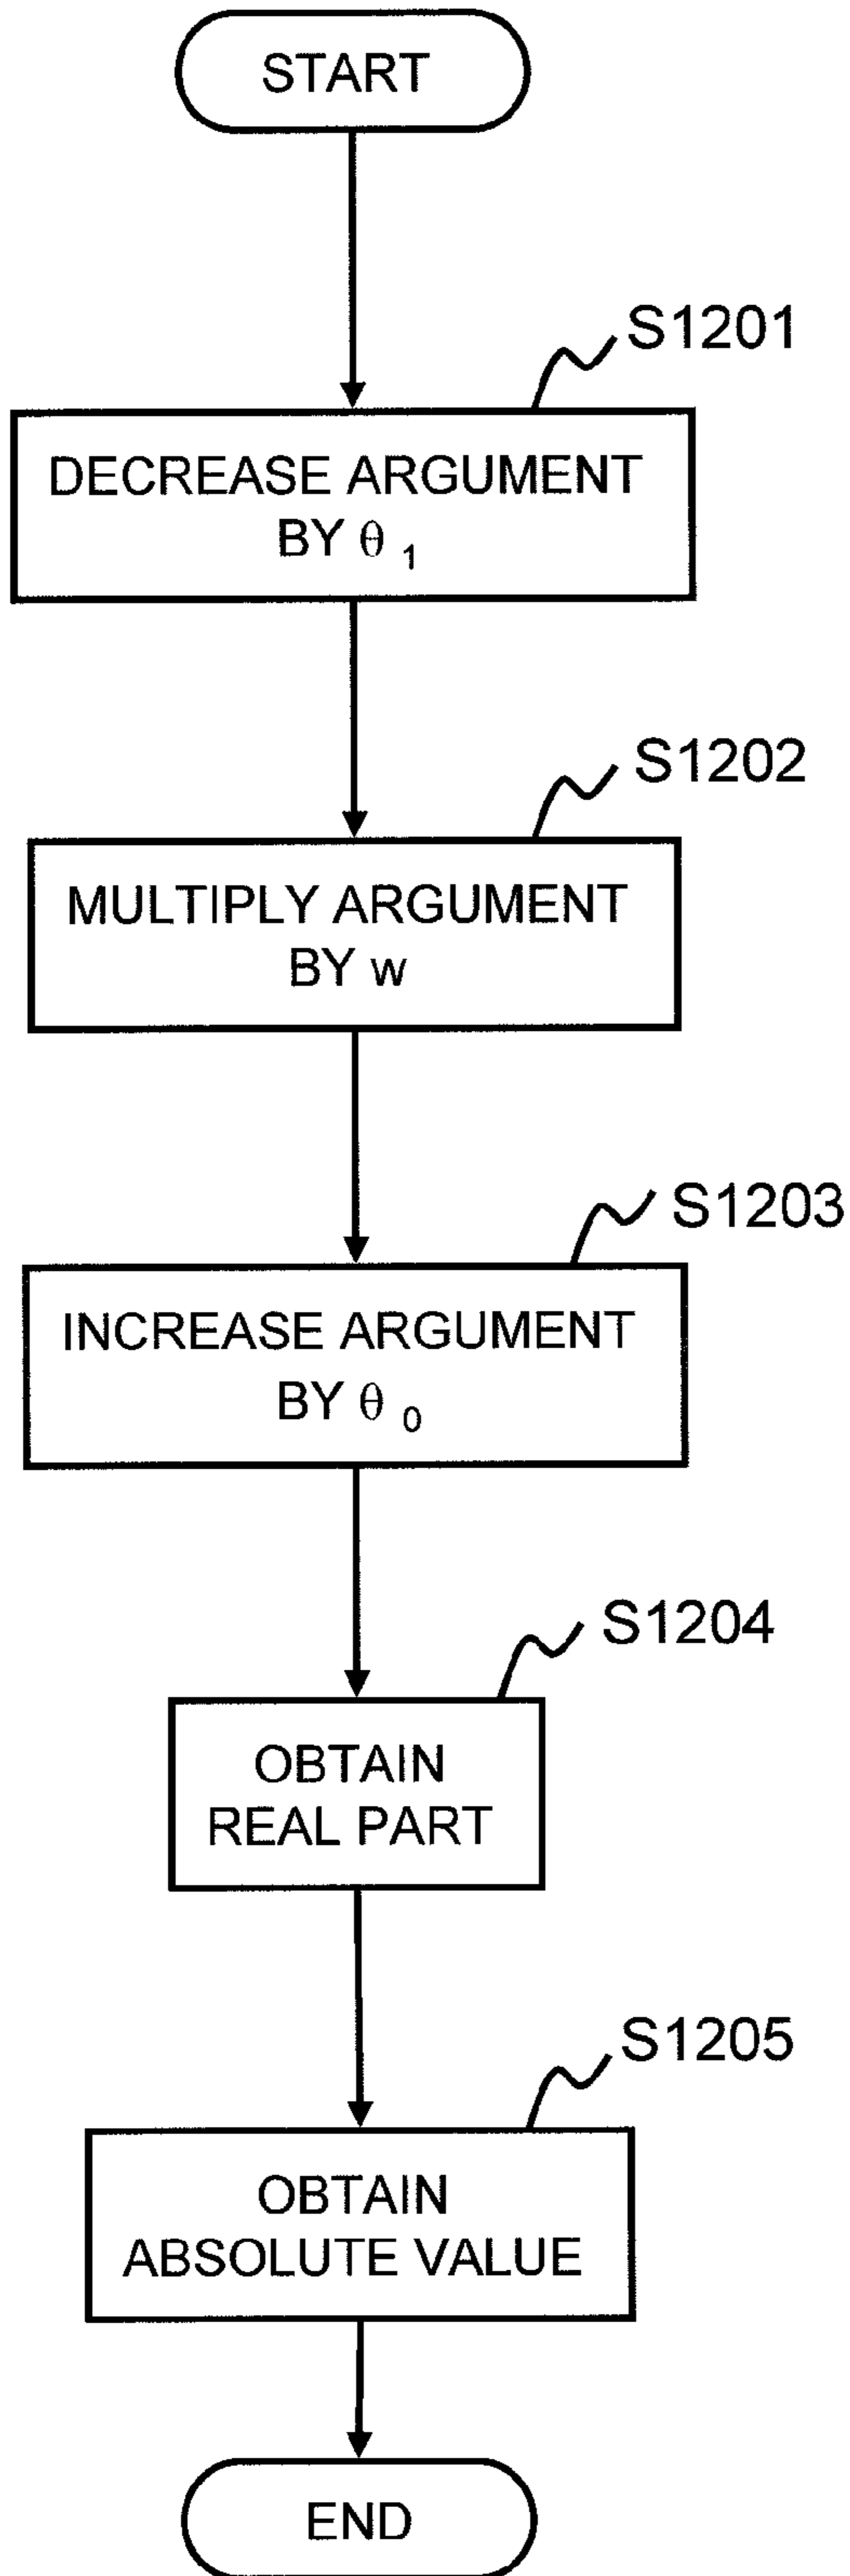 START
S1201
DECREASE ARGUMENT
BY θ 1
S1202
MULTIPLY ARGUMENT
BY w
S1203
INCREASE ARGUMENT
BY θ 0
S1204
OBTAIN
REAL PART
S1205
OBTAIN
ABSOLUTE VALUE
END